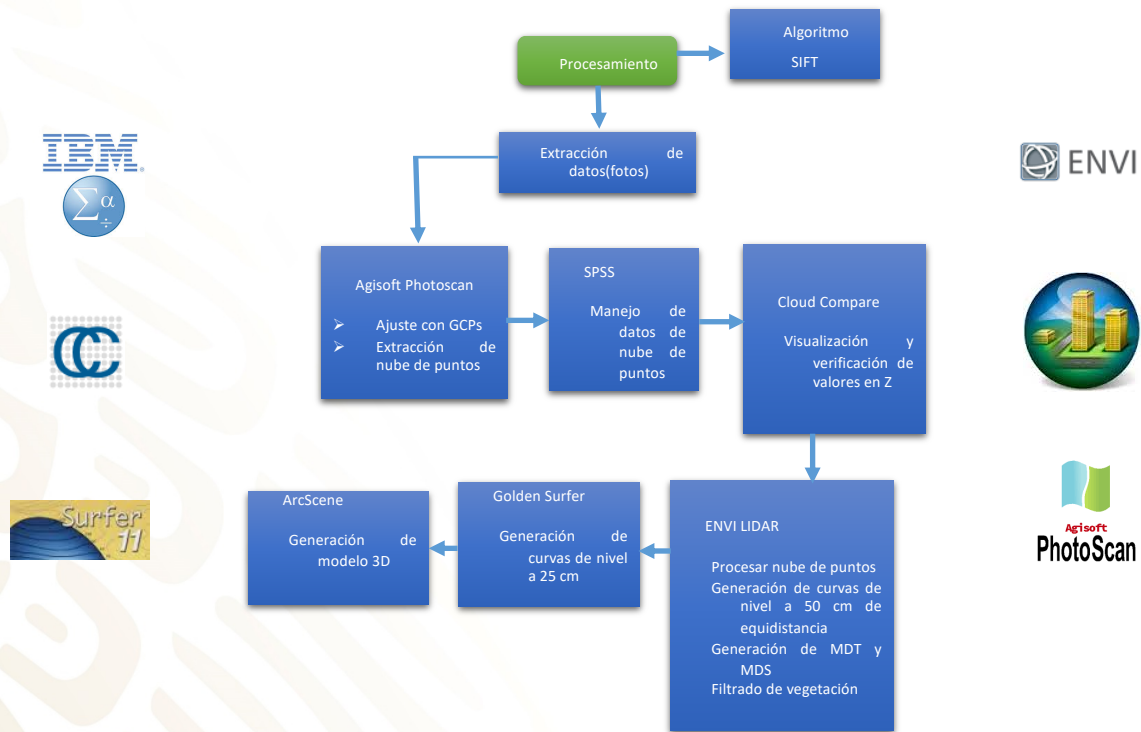 Procesamiento
Algoritmo
SIFT
Extracción de
datos(fotos)
IBM
Σα
÷
ENVI
Agisoft Photoscan
➢ Ajuste con GCPs
➢ Extracción de
nube de puntos
SPSS
Manejo de
datos de
nube de
puntos
Cloud Compare
Visualización y
verificación de
valores en Z
CC
ArcScene
Generación de
modelo 3D
Golden Surfer
Generación de
curvas de nivel
a 25 cm
ENVI LIDAR
Procesar nube de puntos
Generación de curvas de
nivel a 50 cm de
equidistancia
Generación de MDT y
MDS
Filtrado de vegetación
Surfer
11
Agisoft
PhotoScan